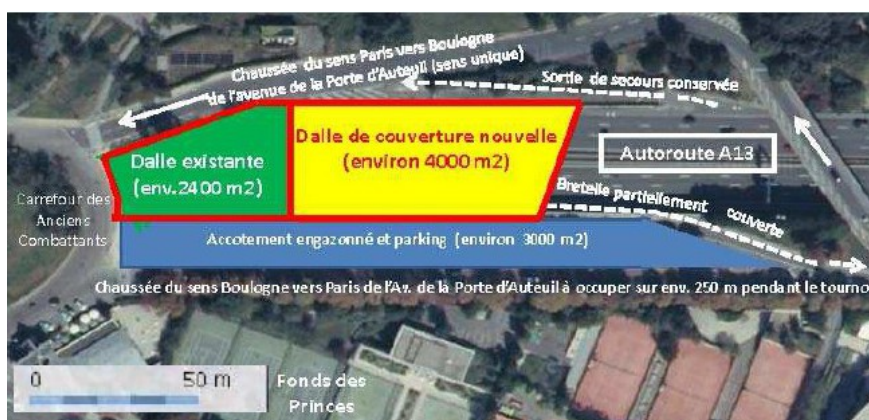 Chaussée du sens Paris vers Boulogne
de l'avenue de la Porte d'Auteuil (sens unique)
Sortie de secours conservée
Dalle existante
(env.2400 m2)
Dalle de couverture nouvelle
(environ 4000 m2)
Autoroute A13
Bretelle partiellement couverte
Carrefour des
Anciens
Combattants
Accotement engazonné et parking (environ 3000 m2)
Chaussée du sens Boulogne vers Paris de l'Av. de la Porte d'Auteuil à occuper sur env. 250 m pendant le tourno
0 50 m
Fonds des
Princes